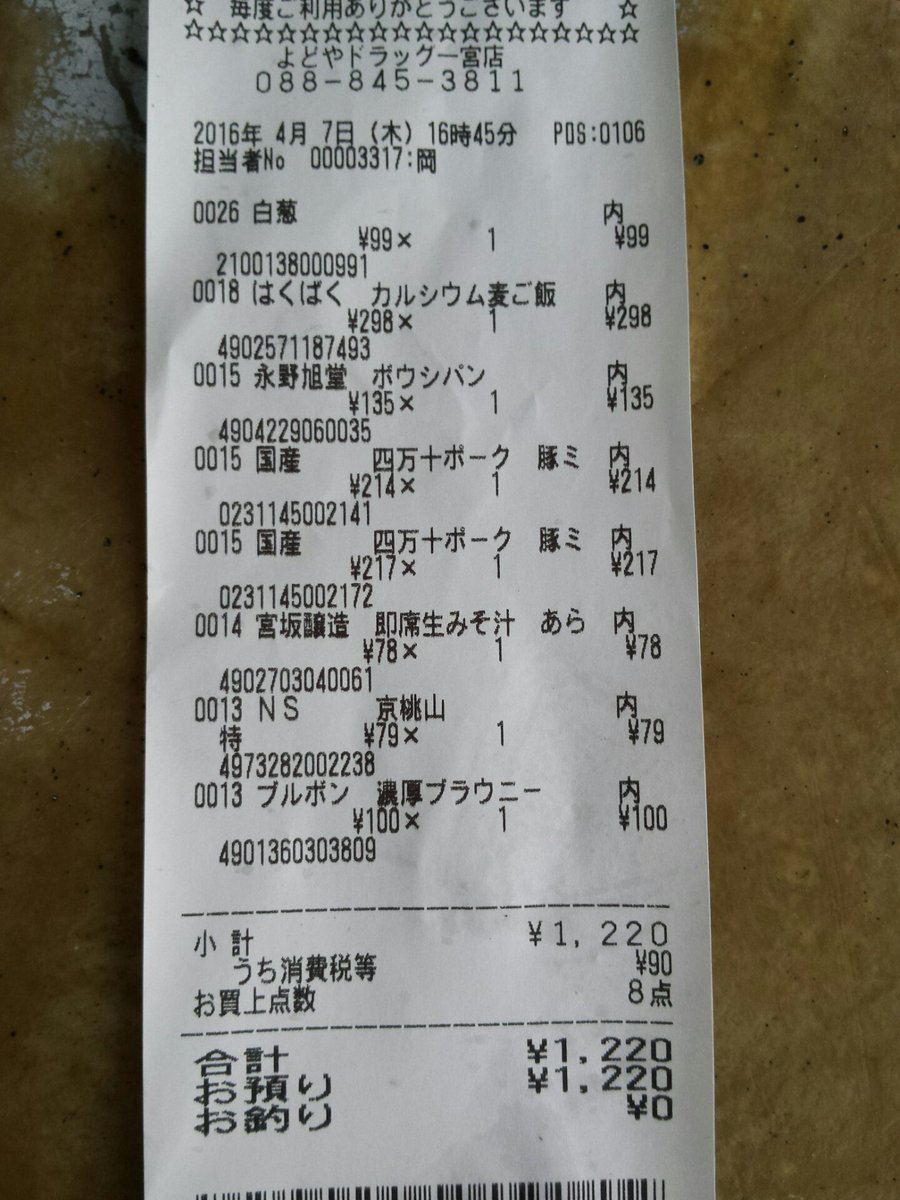 ☆ 毎度ご利用ありがとうございます ☆
☆☆☆☆☆☆☆☆☆☆☆☆☆☆☆☆☆☆☆☆
よどやドラッグ一宮店
088-845-3811
2016年 4月 7日 (木) 16時45分 POS:0106
担当者No 00003317:岡
0026 白葱 内
¥99× 1 ¥99
2100138000991
0018 はくばく カルシウム麦ご飯 内
¥298× 1 ¥298
4902571187493
0015 永野旭堂 ボウシパン 内
¥135× 1 ¥135
4904229060035
0015 国産 四万十ポーク 豚ミ 内
¥214× 1 ¥214
0231145002141
0015 国産 四万十ポーク 豚ミ 内
¥217× 1 ¥217
0231145002172
0014 宮坂醸造 即席生みそ汁 あら 内
¥78× 1 ¥78
4902703040061
0013 NS 京桃山 内
特 ¥79× 1 ¥79
4973282002238
0013 ブルボン 濃厚ブラウニー 内
¥100× 1 ¥100
4901360303809
小計 ¥1,220
うち消費税等 ¥90
お買上点数 8点
合計 ¥1,220
お預り ¥1,220
お釣り ¥0